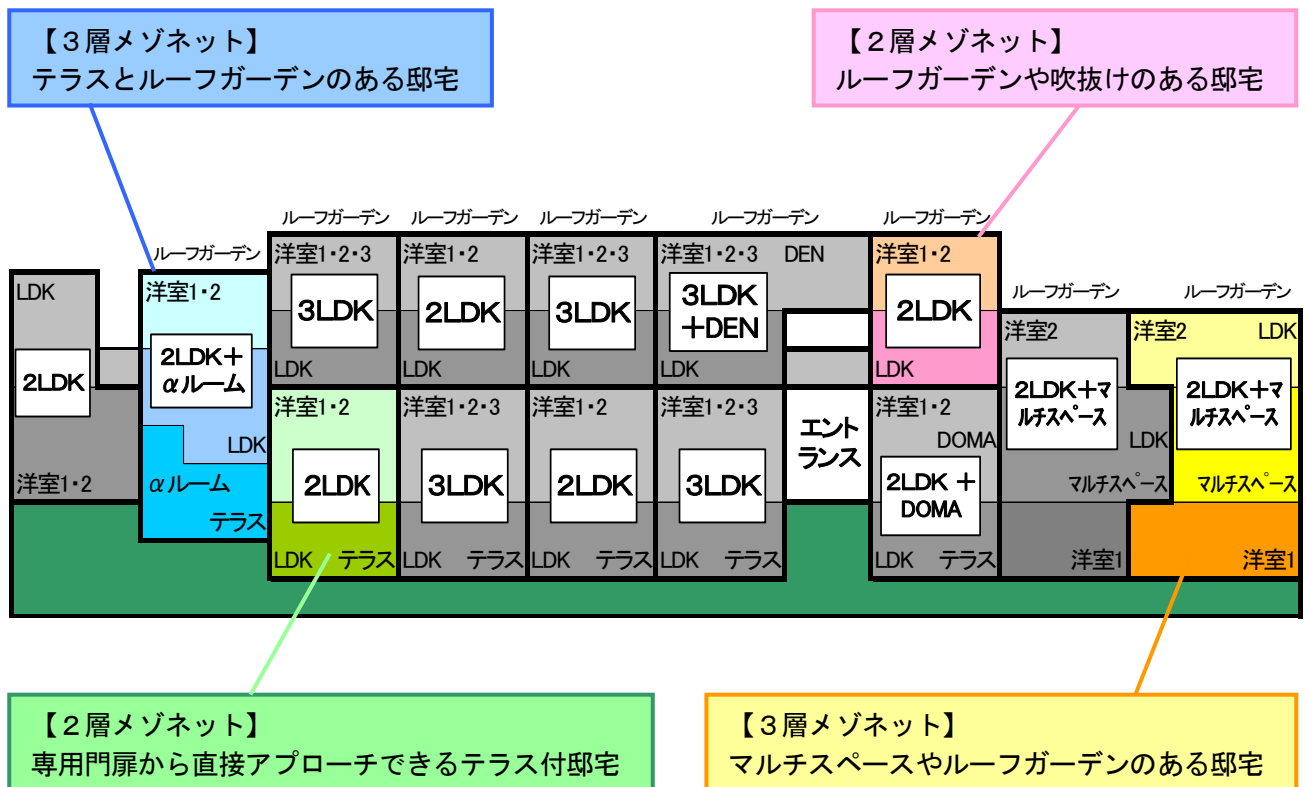 【３層メゾネット】
テラスとルーフガーデンのある邸宅
【２層メゾネット】
ルーフガーデンや吹抜けのある邸宅
ルーフガーデン
ルーフガーデン
ルーフガーデン
ルーフガーデン
ルーフガーデン
ルーフガーデン
ルーフガーデン
ルーフガーデン
LDK
2LDK
洋室1・2
洋室1・2
2LDK＋
αルーム
LDK
αルーム
テラス
洋室1・2・3
3LDK
LDK
洋室1・2
2LDK
LDK
洋室1・2・3
3LDK
LDK
洋室1・2・3
DEN
3LDK
＋DEN
LDK
洋室1・2
2LDK
LDK
洋室1・2
2LDK
LDK
テラス
洋室1・2・3
3LDK
LDK
テラス
洋室1・2
2LDK
LDK
テラス
洋室1・2・3
3LDK
LDK
テラス
エント
ランス
洋室1・2
DOMA
2LDK＋
DOMA
LDK
テラス
洋室2
2LDK＋マ
ルチスペース
LDK
マルチスペース
洋室1
洋室2
LDK
2LDK＋マ
ルチスペース
マルチスペース
洋室1
【２層メゾネット】
専用門扉から直接アプローチできるテラス付邸宅
【３層メゾネット】
マルチスペースやルーフガーデンのある邸宅